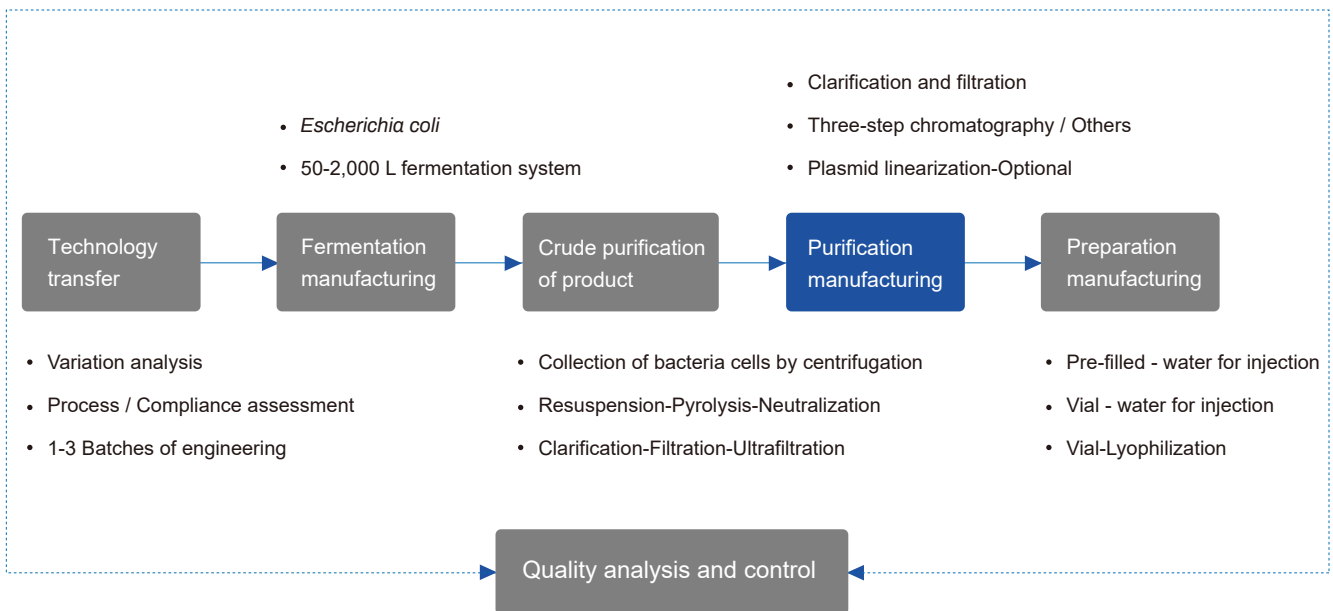 • Clarification and filtration
• Three-step chromatography / Others
• Plasmid linearization-Optional
• Escherichia coli
• 50-2,000 L fermentation system
Technology
transfer
Fermentation
manufacturing
Crude purification
of product
Purification
manufacturing
Preparation
manufacturing
• Variation analysis
• Process / Compliance assessment
• 1-3 Batches of engineering
• Collection of bacteria cells by centrifugation
• Resuspension-Pyrolysis-Neutralization
• Clarification-Filtration-Ultrafiltration
• Pre-filled - water for injection
• Vial - water for injection
• Vial-Lyophilization
Quality analysis and control